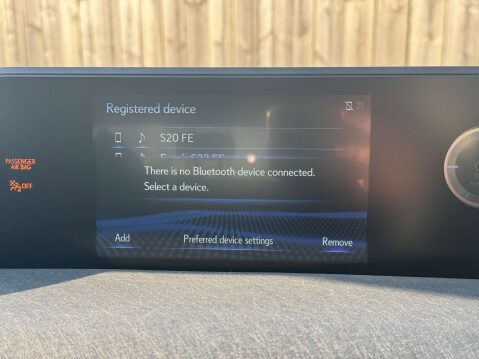 Registered device
S20 FE
There is no Bluetooth device connected.
Select a device.
Add
Preferred device settings
Remove
PASSENGER
AIR BAG
OFF